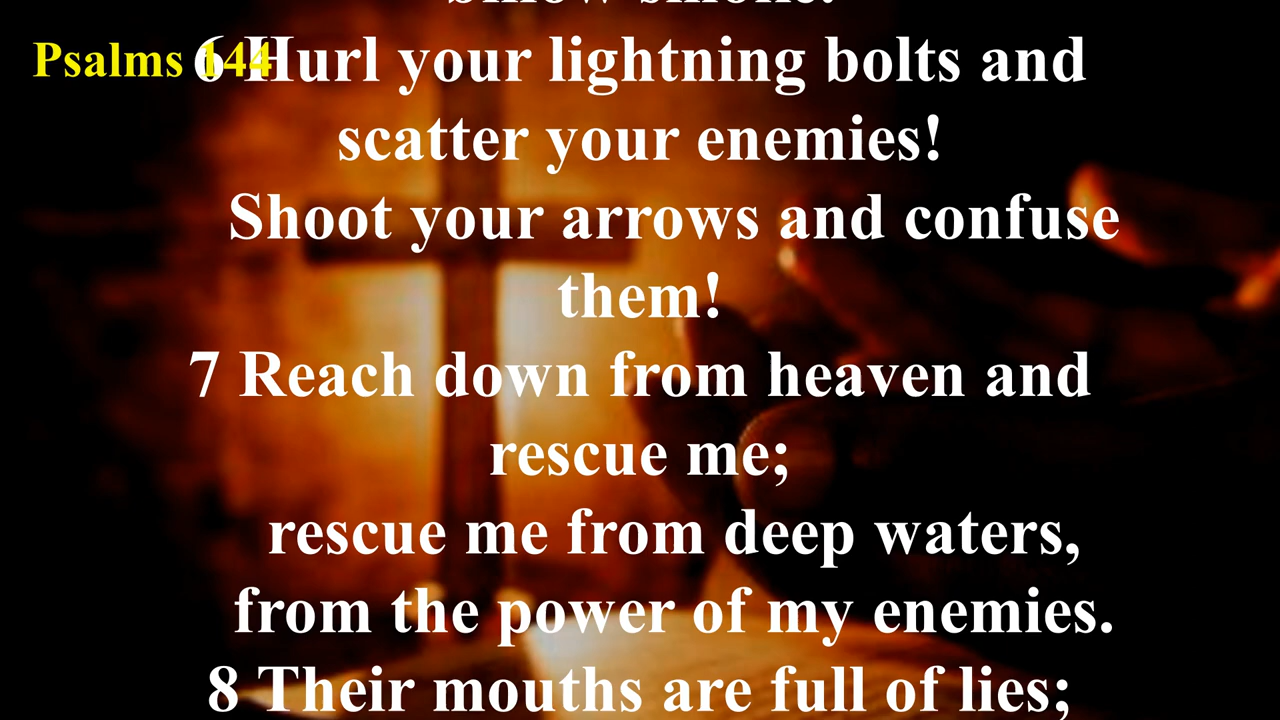 Psalms 144
6 Hurl your lightning bolts and
scatter your enemies!
Shoot your arrows and confuse
them!
7 Reach down from heaven and
rescue me;
rescue me from deep waters,
from the power of my enemies.
8 Their mouths are full of lies;